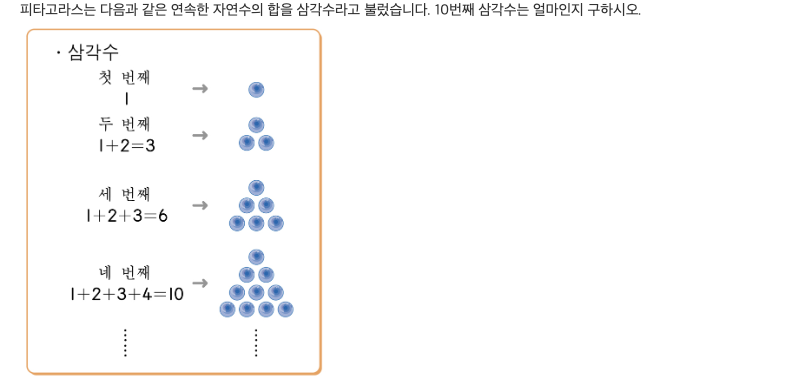 피타고라스는 다음과 같은 연속한 자연수의 합을 삼각수라고 불렀습니다. 10번째 삼각수는 얼마인지 구하시오.
· 삼각수
첫 번째
1
두 번째
1+2=3
세 번째
1+2+3=6
네 번째
1+2+3+4=10